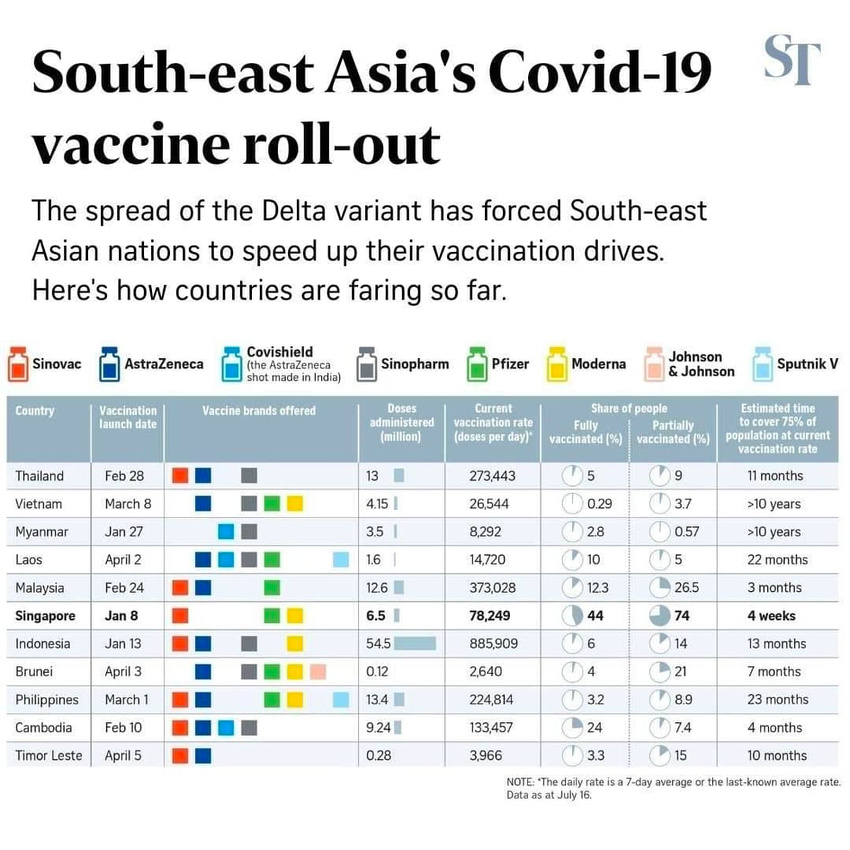 South-east Asia's Covid-19
ST
vaccine roll-out
The spread of the Delta variant has forced South-east
Asian nations to speed up their vaccination drives.
Here's how countries are faring so far.
Sinovac
AstraZeneca
Covishield
(the AstraZeneca
shot made in India)
Sinopharm
Pfizer
Moderna
Johnson
& Johnson
Sputnik V
Country
Vaccination
launch date
Vaccine brands offered
Doses
administered
(million)
Current
vaccination rate
(doses per day)*
Share of people
Fully
vaccinated (%)
Partially
vaccinated (%)
Estimated time
to cover 75% of
population at current
vaccination rate
Thailand Feb 28 13 273,443 5 9 11 months
Vietnam March 8 4.15 26,544 0.29 3.7 >10 years
Myanmar Jan 27 3.5 8,292 2.8 0.57 >10 years
Laos April 2 1.6 14,720 10 5 22 months
Malaysia Feb 24 12.6 373,028 12.3 26.5 3 months
Singapore Jan 8 6.5 78,249 44 74 4 weeks
Indonesia Jan 13 54.5 885,909 6 14 13 months
Brunei April 3 0.12 2,640 4 21 7 months
Philippines March 1 13.4 224,814 3.2 8.9 23 months
Cambodia Feb 10 9.24 133,457 24 7.4 4 months
Timor Leste April 5 0.28 3,966 3.3 15 10 months
NOTE: *The daily rate is a 7-day average or the last-known average rate.
Data as at July 16.